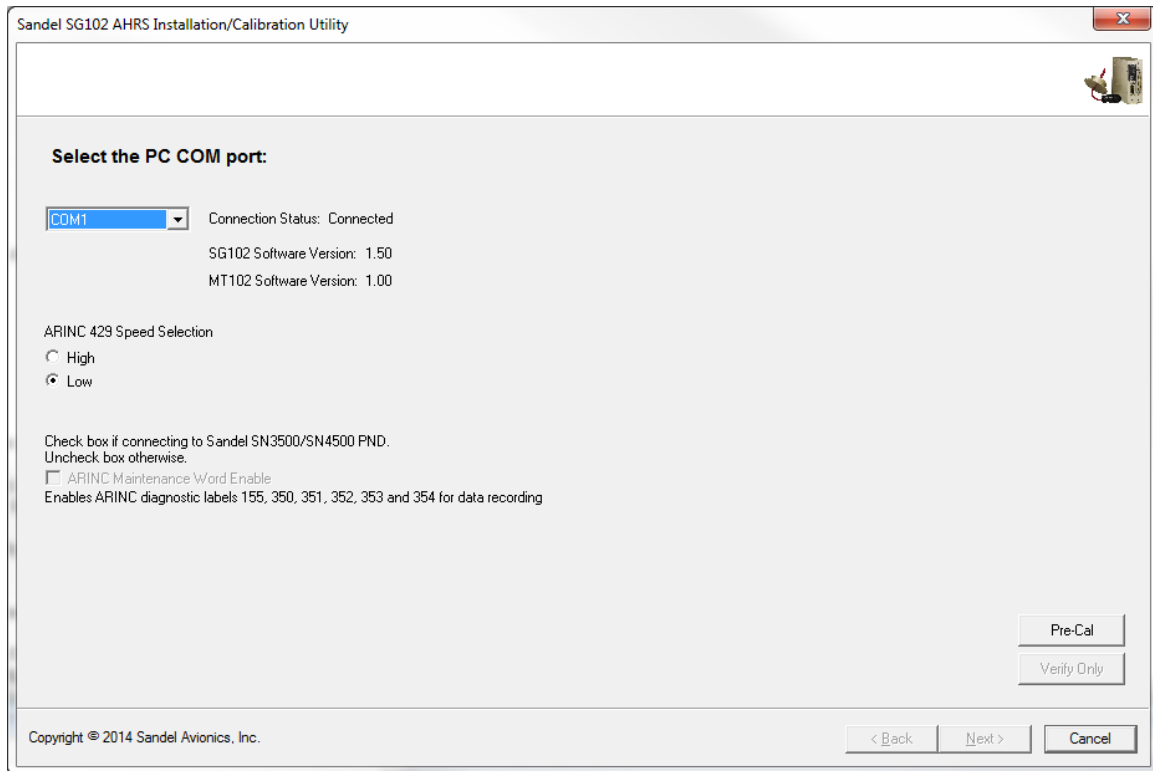 Sandel SG102 AHRS Installation/Calibration Utility
Select the PC COM port:
COM1
Connection Status: Connected
SG102 Software Version: 1.50
MT102 Software Version: 1.00
ARINC 429 Speed Selection
High
Low
Check box if connecting to Sandel SN3500/SN4500 PND.
Uncheck box otherwise.
ARINC Maintenance Word Enable
Enables ARINC diagnostic labels 155, 350, 351, 352, 353 and 354 for data recording
Pre-Cal
Verify Only
Copyright © 2014 Sandel Avionics, Inc.
< Back
Next >
Cancel